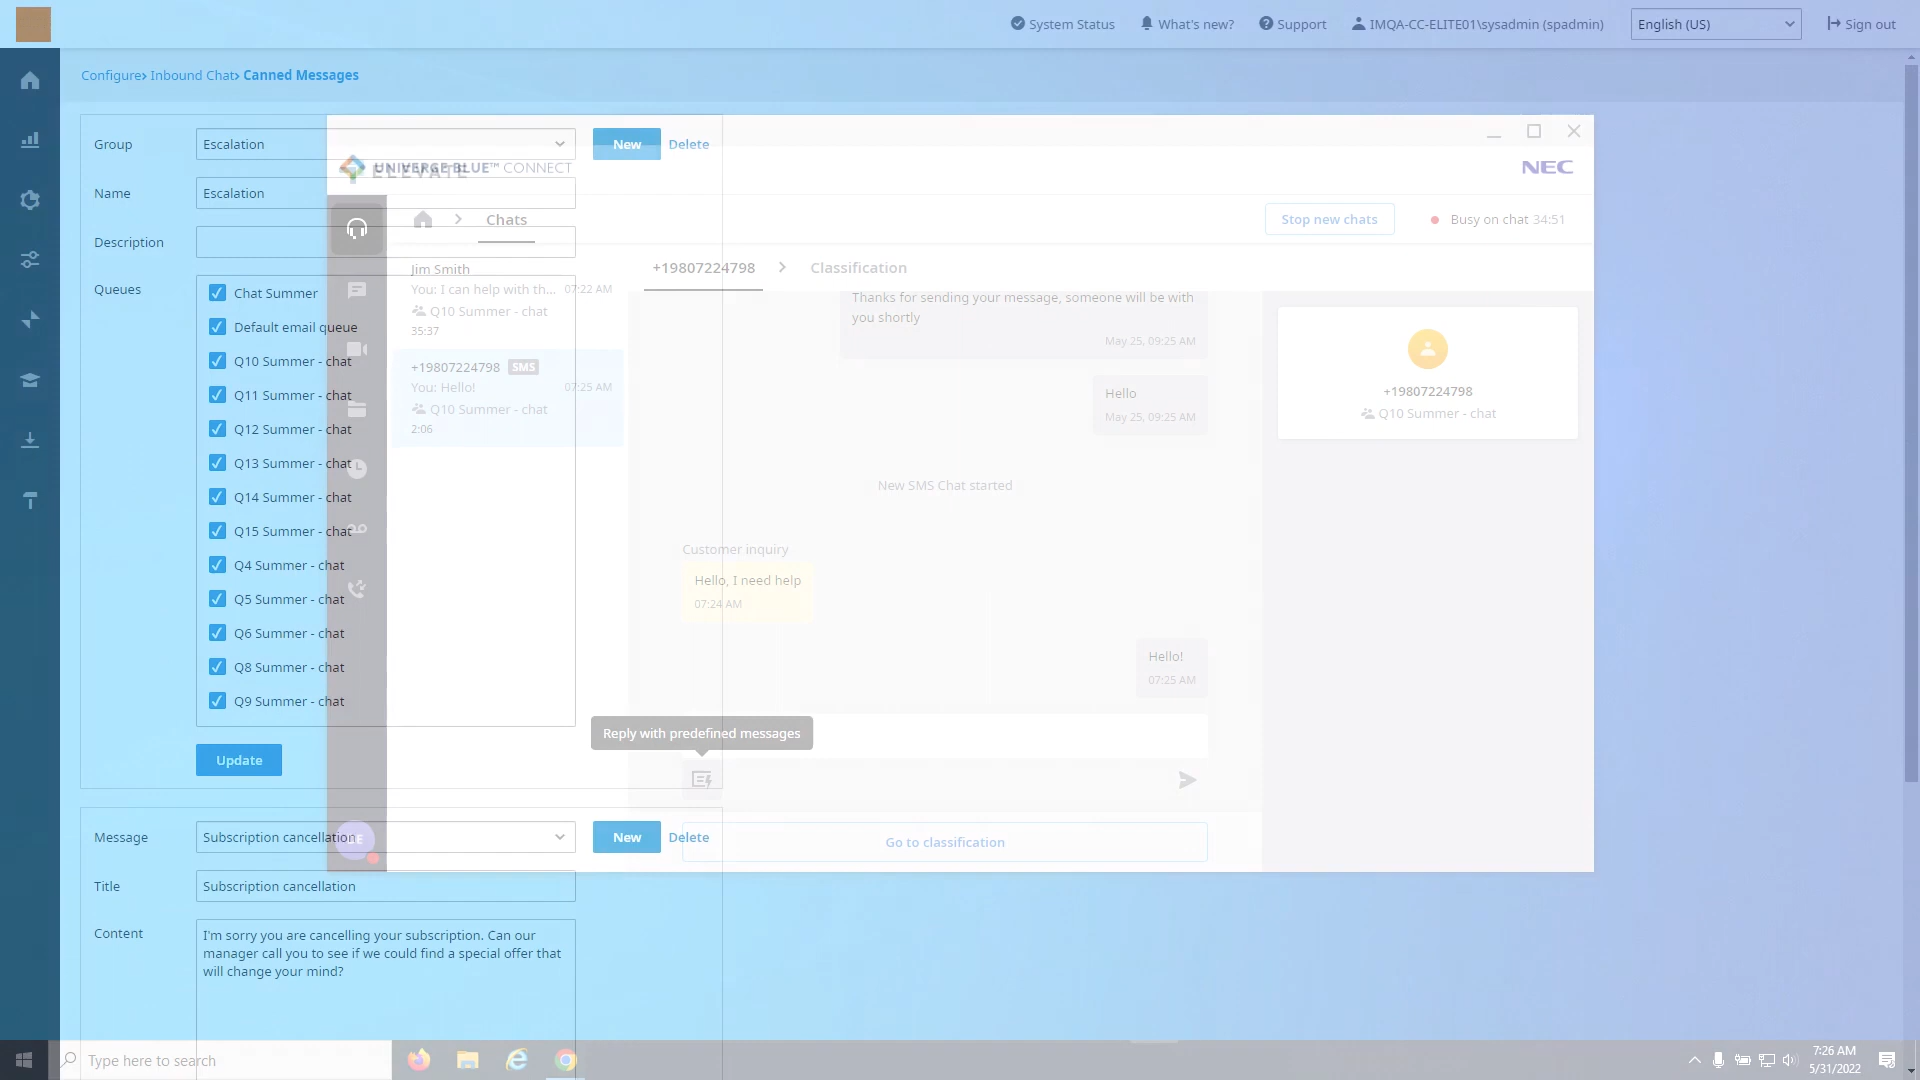 System Status
What's new?
Support
IMQA-CC-ELITE01\sysadmin (spadmin)
English (US)
Sign out
Configure› Inbound Chat› Canned Messages
Group
Escalation
New
Delete
Name
Escalation
Description
Queues
Chat Summer
Default email queue
Q10 Summer - chat
Q11 Summer - chat
Q12 Summer - chat
Q13 Summer - chat
Q14 Summer - chat
Q15 Summer - chat
Q4 Summer - chat
Q5 Summer - chat
Q6 Summer - chat
Q8 Summer - chat
Q9 Summer - chat
Update
Message
Subscription cancellation
New
Delete
Title
Subscription cancellation
Content
I'm sorry you are cancelling your subscription. Can our
manager call you to see if we could find a special offer that
will change your mind?
UNIVERGE BLUE™ CONNECT
ELEVATE
NEC
Chats
Stop new chats
Busy on chat 34:51
Jim Smith
You: I can help with th... 07:22 AM
Q10 Summer - chat
35:37
+19807224798 SMS
You: Hello! 07:25 AM
Q10 Summer - chat
2:06
+19807224798
Classification
Thanks for sending your message, someone will be with
you shortly
May 25, 09:25 AM
Hello
May 25, 09:25 AM
New SMS Chat started
Customer inquiry
Hello, I need help
07:24 AM
Hello!
07:25 AM
Reply with predefined messages
Go to classification
+19807224798
Q10 Summer - chat
Type here to search
7:26 AM
5/31/2022